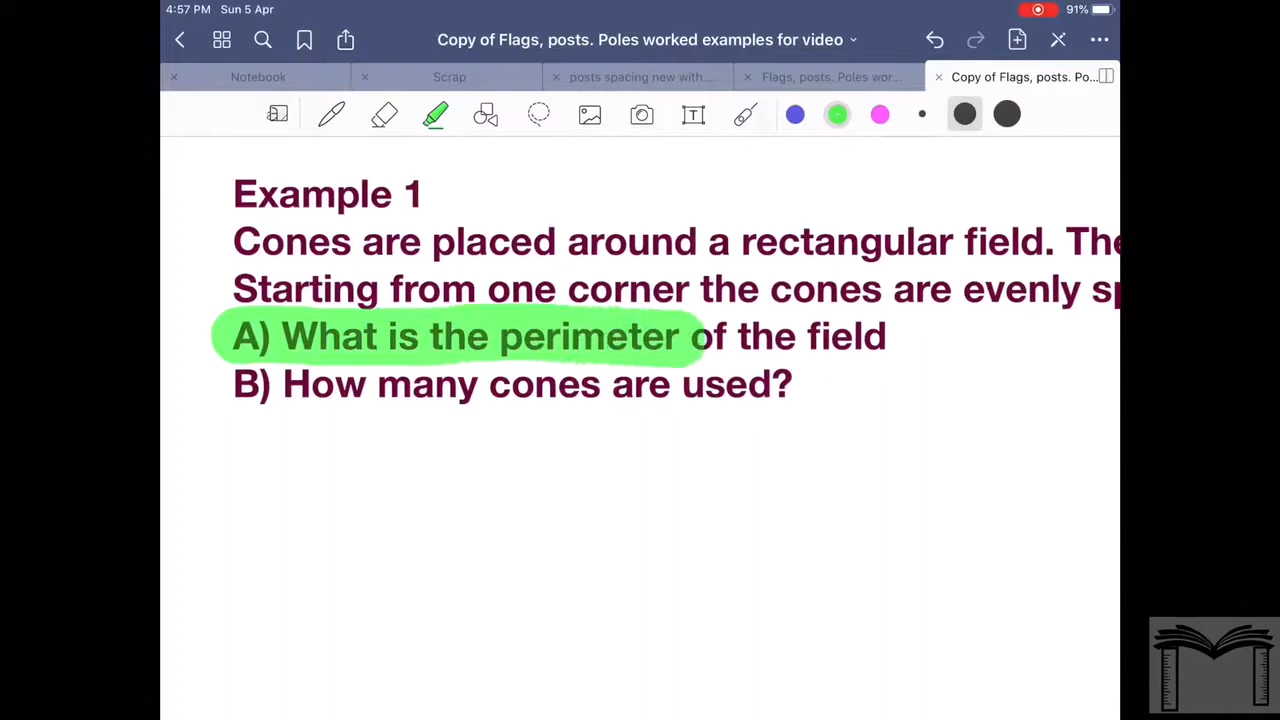 4:57 PM Sun 5 Apr 91%
Copy of Flags, posts. Poles worked examples for video
Notebook Scrap posts spacing new with.... Flags, posts. Poles wor... Copy of Flags, posts. Po...
T
Example 1
Cones are placed around a rectangular field. The
Starting from one corner the cones are evenly sp
A) What is the perimeter of the field
B) How many cones are used?